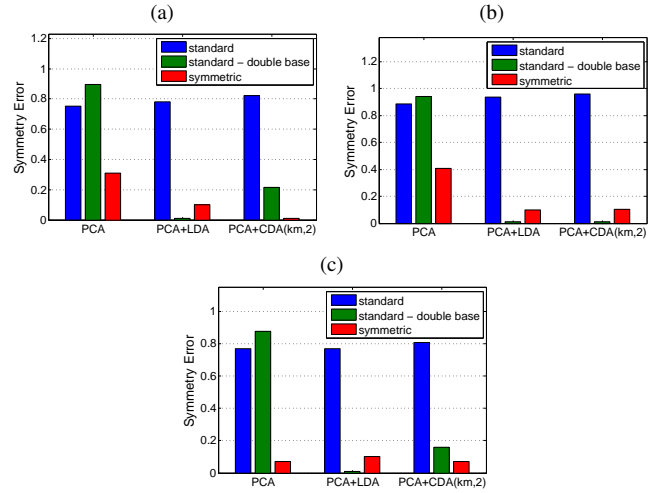 (a)
1.2
1
0.8
0.6
0.4
0.2
0
Symmetry Error
standard
standard − double base
symmetric
PCA
PCA+LDA
PCA+CDA(km,2)
(b)
1.2
1
0.8
0.6
0.4
0.2
0
Symmetry Error
standard
standard − double base
symmetric
PCA
PCA+LDA
PCA+CDA(km,2)
(c)
1
0.8
0.6
0.4
0.2
0
Symmetry Error
standard
standard − double base
symmetric
PCA
PCA+LDA
PCA+CDA(km,2)